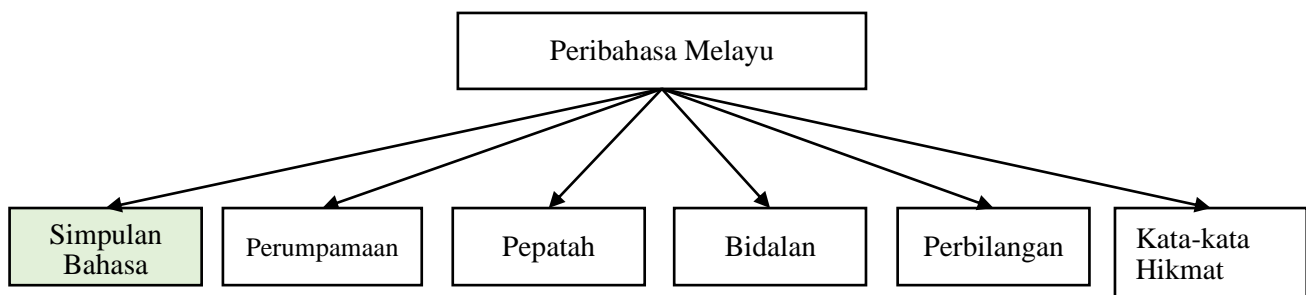 Peribahasa Melayu
Simpulan
Bahasa
Perumpamaan
Pepatah
Bidalan
Perbilangan
Kata-kata
Hikmat